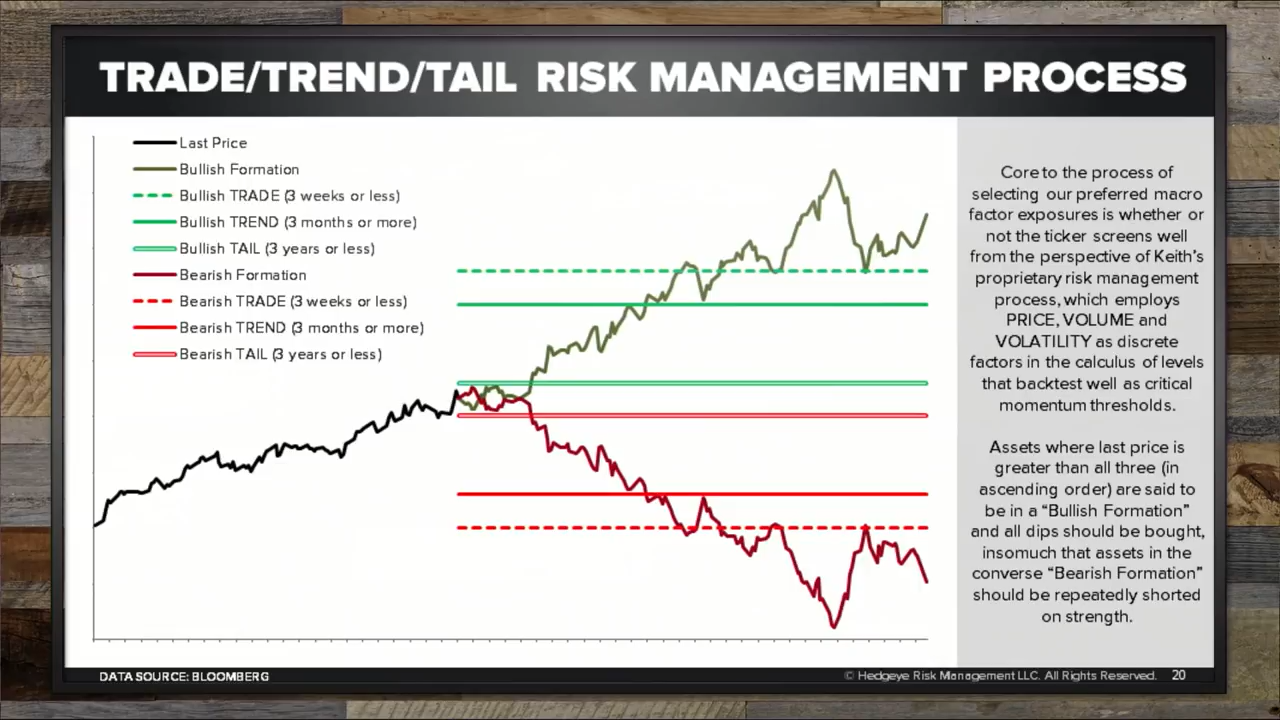 TRADE/TREND/TAIL RISK MANAGEMENT PROCESS
Last Price
Bullish Formation
Bullish TRADE (3 weeks or less)
Bullish TREND (3 months or more)
Bullish TAIL (3 years or less)
Bearish Formation
Bearish TRADE (3 weeks or less)
Bearish TREND (3 months or more)
Bearish TAIL (3 years or less)
Core to the process of
selecting our preferred macro
factor exposures is whether or
not the ticker screens well
from the perspective of Keith's
proprietary risk management
process, which employs
PRICE, VOLUME and
VOLATILITY as discrete
factors in the calculus of levels
that backtest well as critical
momentum thresholds.
Assets where last price is
greater than all three (in
ascending order) are said to
be in a “Bullish Formation”
and all dips should be bought,
insomuch that assets in the
converse “Bearish Formation”
should be repeatedly shorted
on strength.
DATA SOURCE: BLOOMBERG
© Hedgeye Risk Management LLC. All Rights Reserved. 20